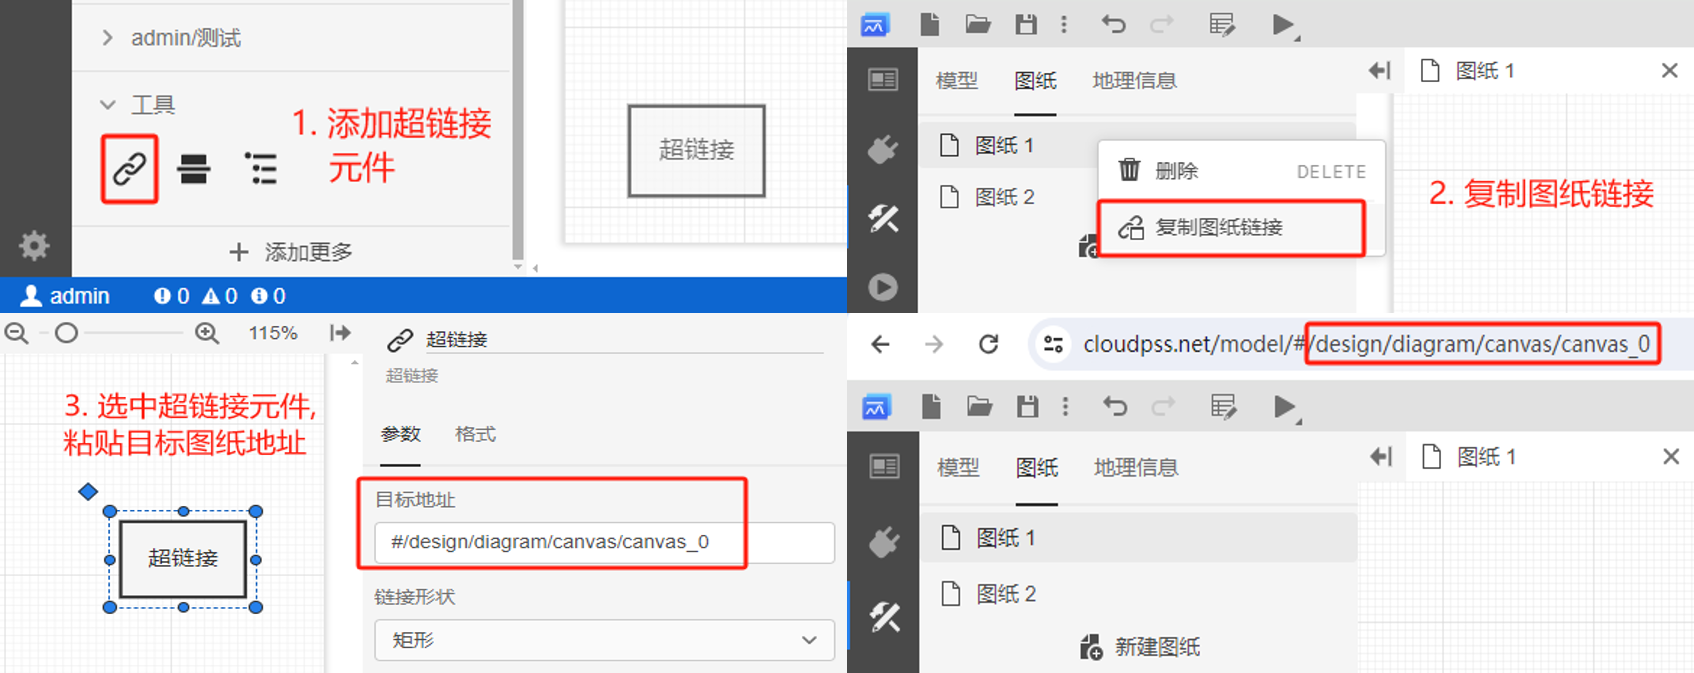 admin/测试
工具
1. 添加超链接
元件
超链接
添加更多
admin
0
0
0
模型 图纸 地理信息
图纸 1
图纸 1
图纸 2
删除 DELETE
复制图纸链接
2. 复制图纸链接
115%
3. 选中超链接元件,
粘贴目标图纸地址
超链接
超链接
超链接
参数 格式
目标地址
#/design/diagram/canvas/canvas_0
链接形状
矩形
cloudpss.net/model/#/design/diagram/canvas/canvas_0
模型 图纸 地理信息
图纸 1
图纸 1
图纸 2
新建图纸